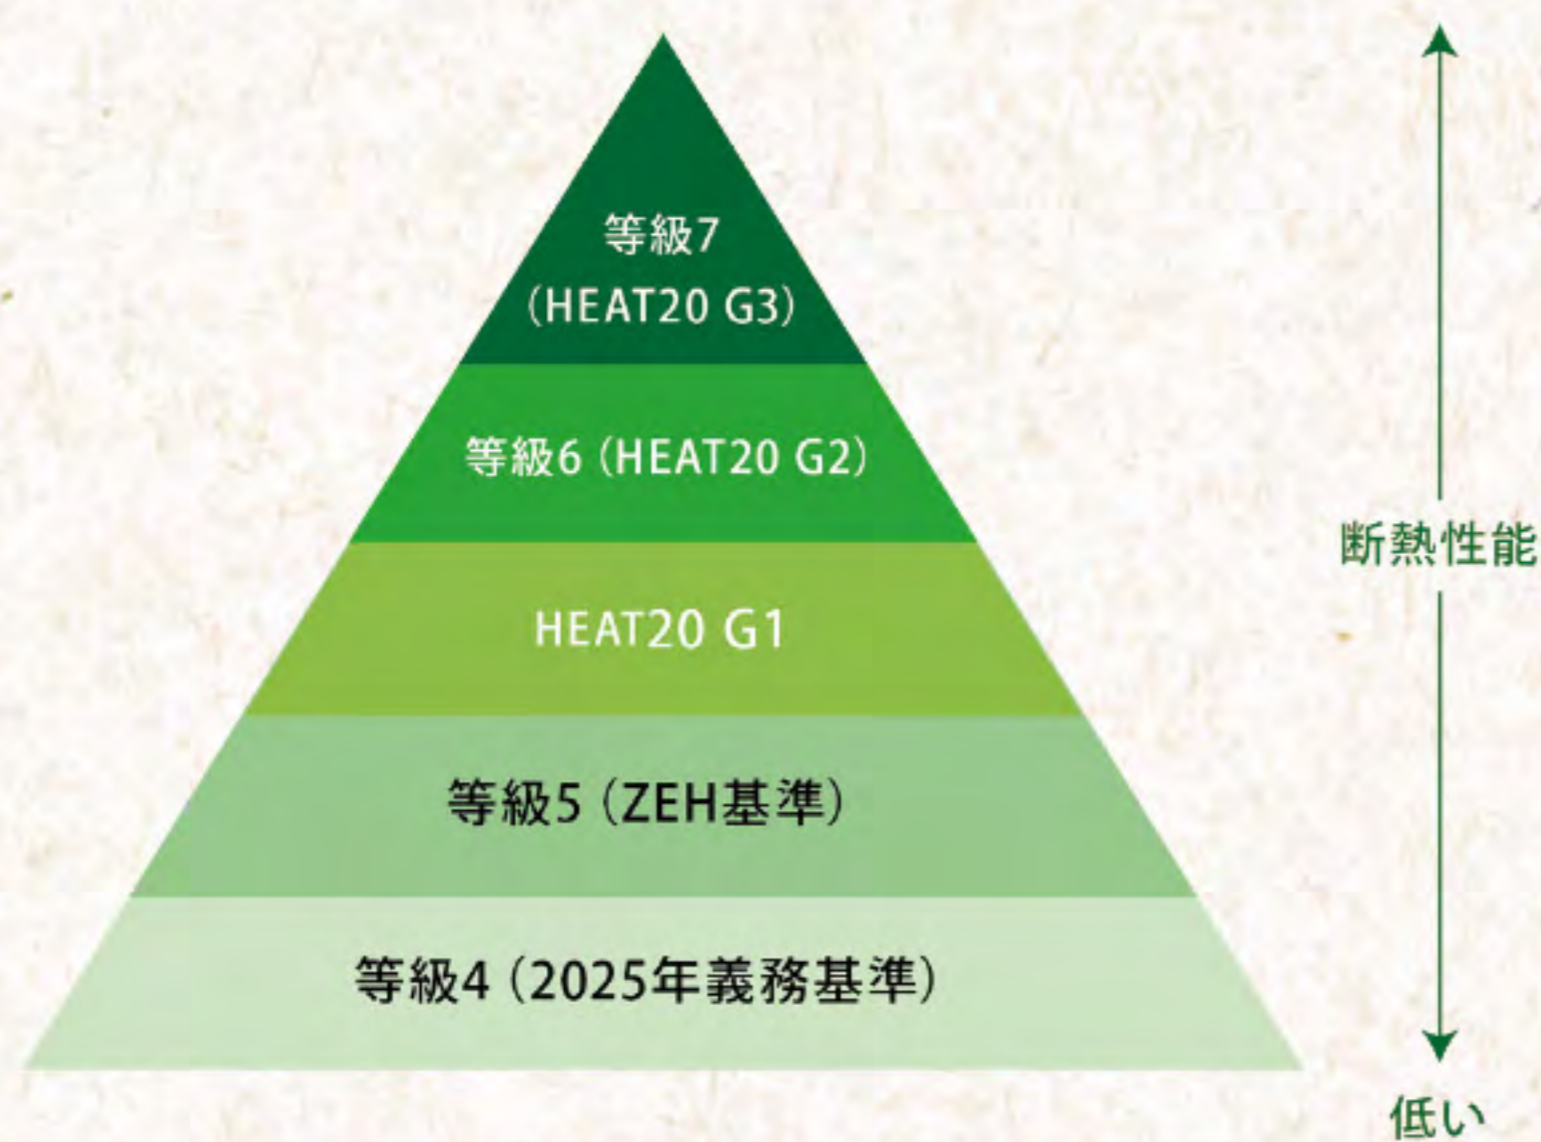 等級7
(HEAT20 G3)
等級6（HEAT20 G2）
HEAT20 G1
等級5（ZEH基準）
等級4（2025年義務基準）
断熱性能
低い